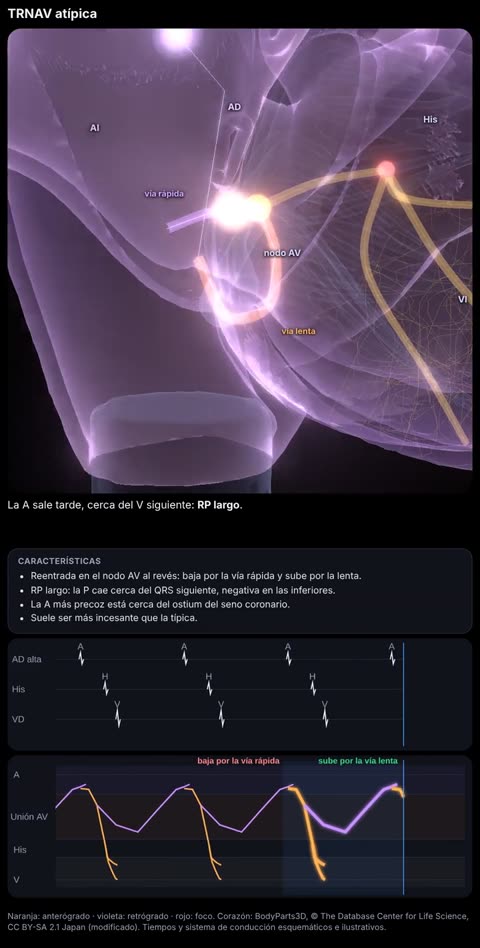 TRNAV atípica
AD
AI
His
vía rápida
nodo AV
VI
vía lenta
La A sale tarde, cerca del V siguiente: RP largo.
CARACTERÍSTICAS
• Reentrada en el nodo AV al revés: baja por la vía rápida y sube por la lenta.
• RP largo: la P cae cerca del QRS siguiente, negativa en las inferiores.
• La A más precoz está cerca del ostium del seno coronario.
• Suele ser más incesante que la típica.
A A A A
AD alta
H H H
His
V V V
VD
baja por la vía rápida sube por la vía lenta
A
Unión AV
His
V
Naranja: anterógrado · violeta: retrógrado · rojo: foco. Corazón: BodyParts3D, © The Database Center for Life Science,
CC BY-SA 2.1 Japan (modificado). Tiempos y sistema de conducción esquemáticos e ilustrativos.